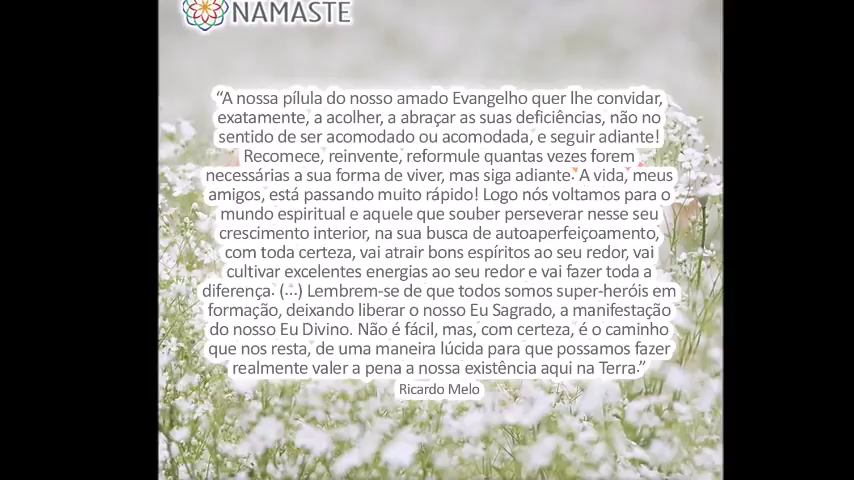 NAMASTE
“A nossa pílula do nosso amado Evangelho quer lhe convidar,
exatamente, a acolher, a abraçar as suas deficiências, não no
sentido de ser acomodado ou acomodada, e seguir adiante!
Recomece, reinvente, reformule quantas vezes forem
necessárias a sua forma de viver, mas siga adiante. A vida, meus
amigos, está passando muito rápido! Logo nós voltamos para o
mundo espiritual e aquele que souber perseverar nesse seu
crescimento interior, na sua busca de autoaperfeiçoamento,
com toda certeza, vai atrair bons espíritos ao seu redor, vai
cultivar excelentes energias ao seu redor e vai fazer toda a
diferença. (...) Lembrem-se de que todos somos super-heróis em
formação, deixando liberar o nosso Eu Sagrado, a manifestação
do nosso Eu Divino. Não é fácil, mas, com certeza, é o caminho
que nos resta, de uma maneira lúcida para que possamos fazer
realmente valer a pena a nossa existência aqui na Terra.”
Ricardo Melo